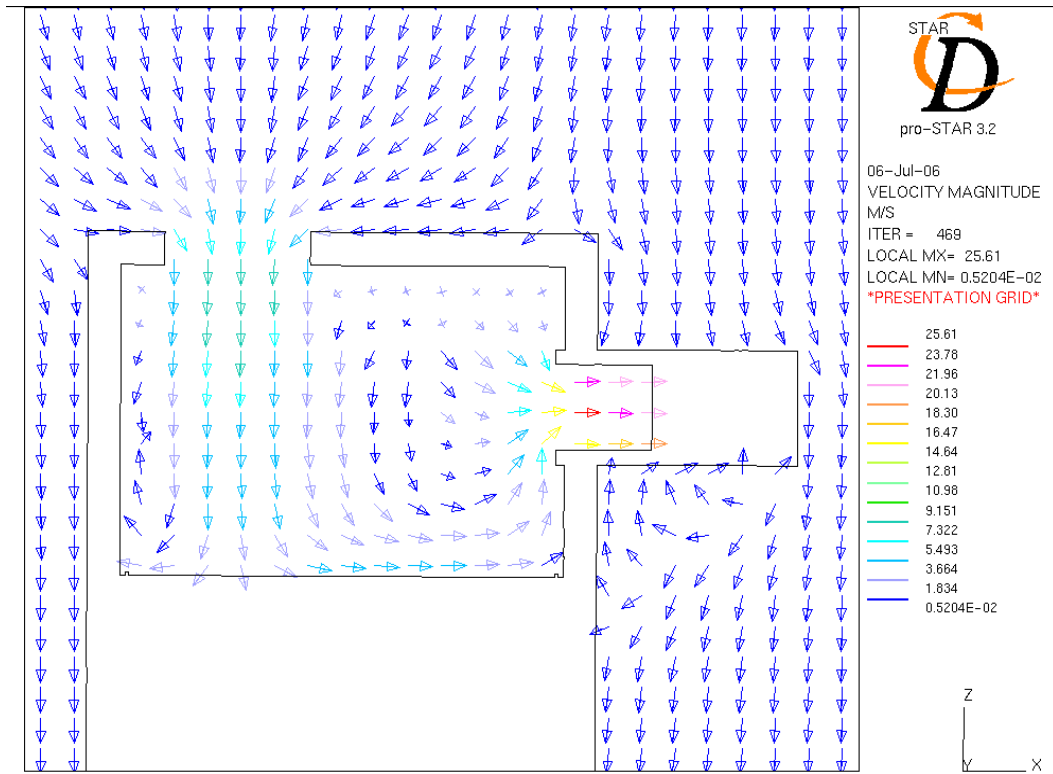 STAR
D
pro-STAR 3.2
06-Jul-06
VELOCITY MAGNITUDE
M/S
ITER = 469
LOCAL MX= 25.61
LOCAL MN= 0.5204E-02
*PRESENTATION GRID*
25.61
23.78
21.96
20.13
18.30
16.47
14.64
12.81
10.98
9.151
7.322
5.493
3.664
1.834
0.5204E-02
Z
Y
X